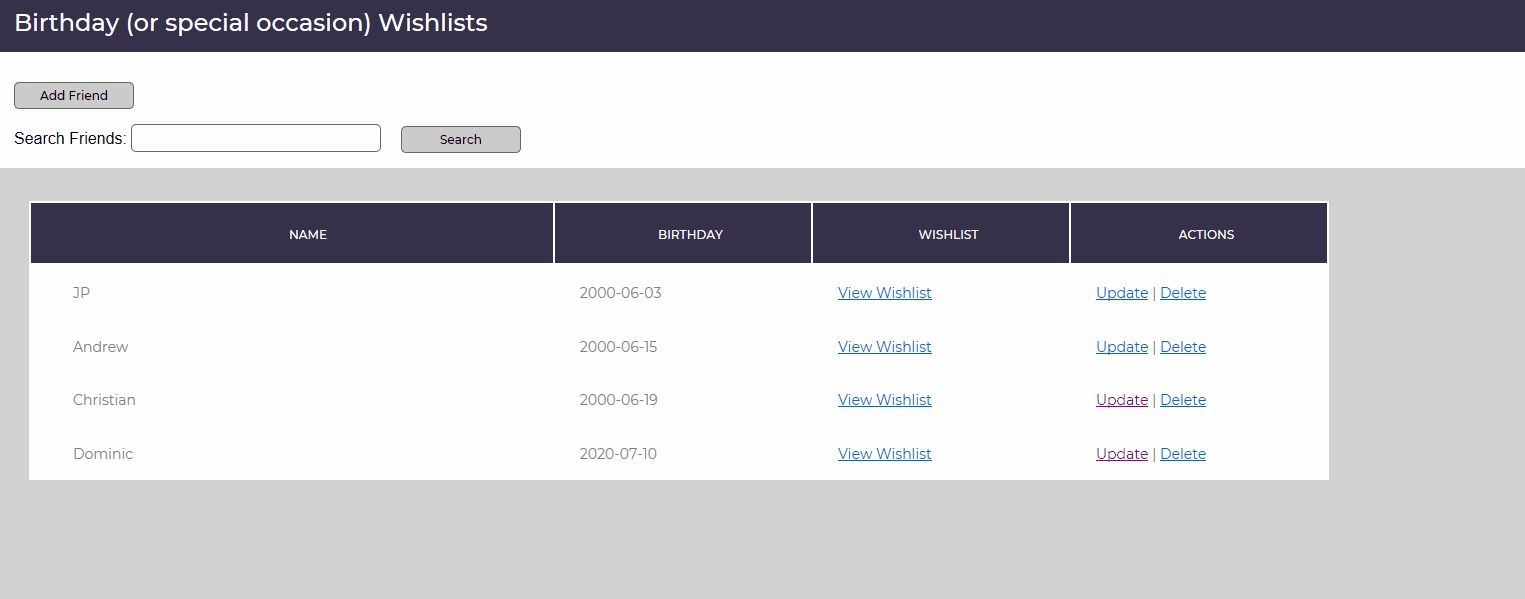 Birthday (or special occasion) Wishlists
Add Friend
Search Friends: Search
NAME BIRTHDAY WISHLIST ACTIONS
JP 2000-06-03 View Wishlist Update | Delete
Andrew 2000-06-15 View Wishlist Update | Delete
Christian 2000-06-19 View Wishlist Update | Delete
Dominic 2020-07-10 View Wishlist Update | Delete